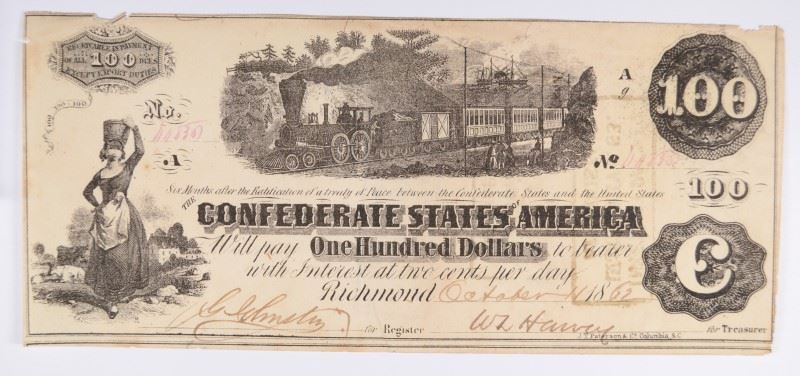 RECEIVABLE IN PAYMENT
OF ALL 100 DUES
EXCEPT EXPORT DUTIES
No.
A
A
9
100
No
Six Months after the Ratification of a treaty of Peace between the Confederate States and the United States
100
THE CONFEDERATE STATES OF AMERICA
Will pay One Hundred Dollars to bearer
with Interest at two cents per day
C
Richmond October 1862
for Register
for Treasurer
J.T. Paterson & Co. Columbia, S.C.